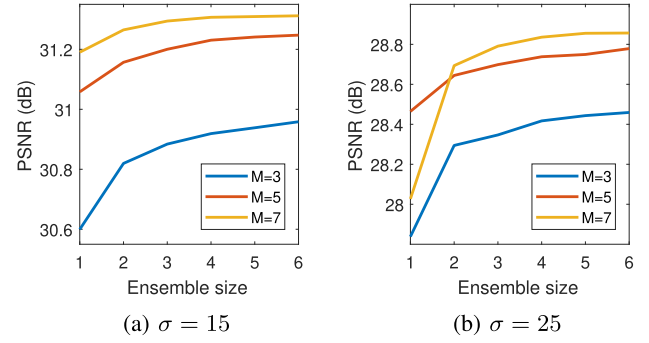 31.2
31
30.8
30.6
PSNR (dB)
M=3
M=5
M=7
1 2 3 4 5 6
Ensemble size
(a) σ = 15
28.8
28.6
28.4
28.2
28
PSNR (dB)
M=3
M=5
M=7
1 2 3 4 5 6
Ensemble size
(b) σ = 25